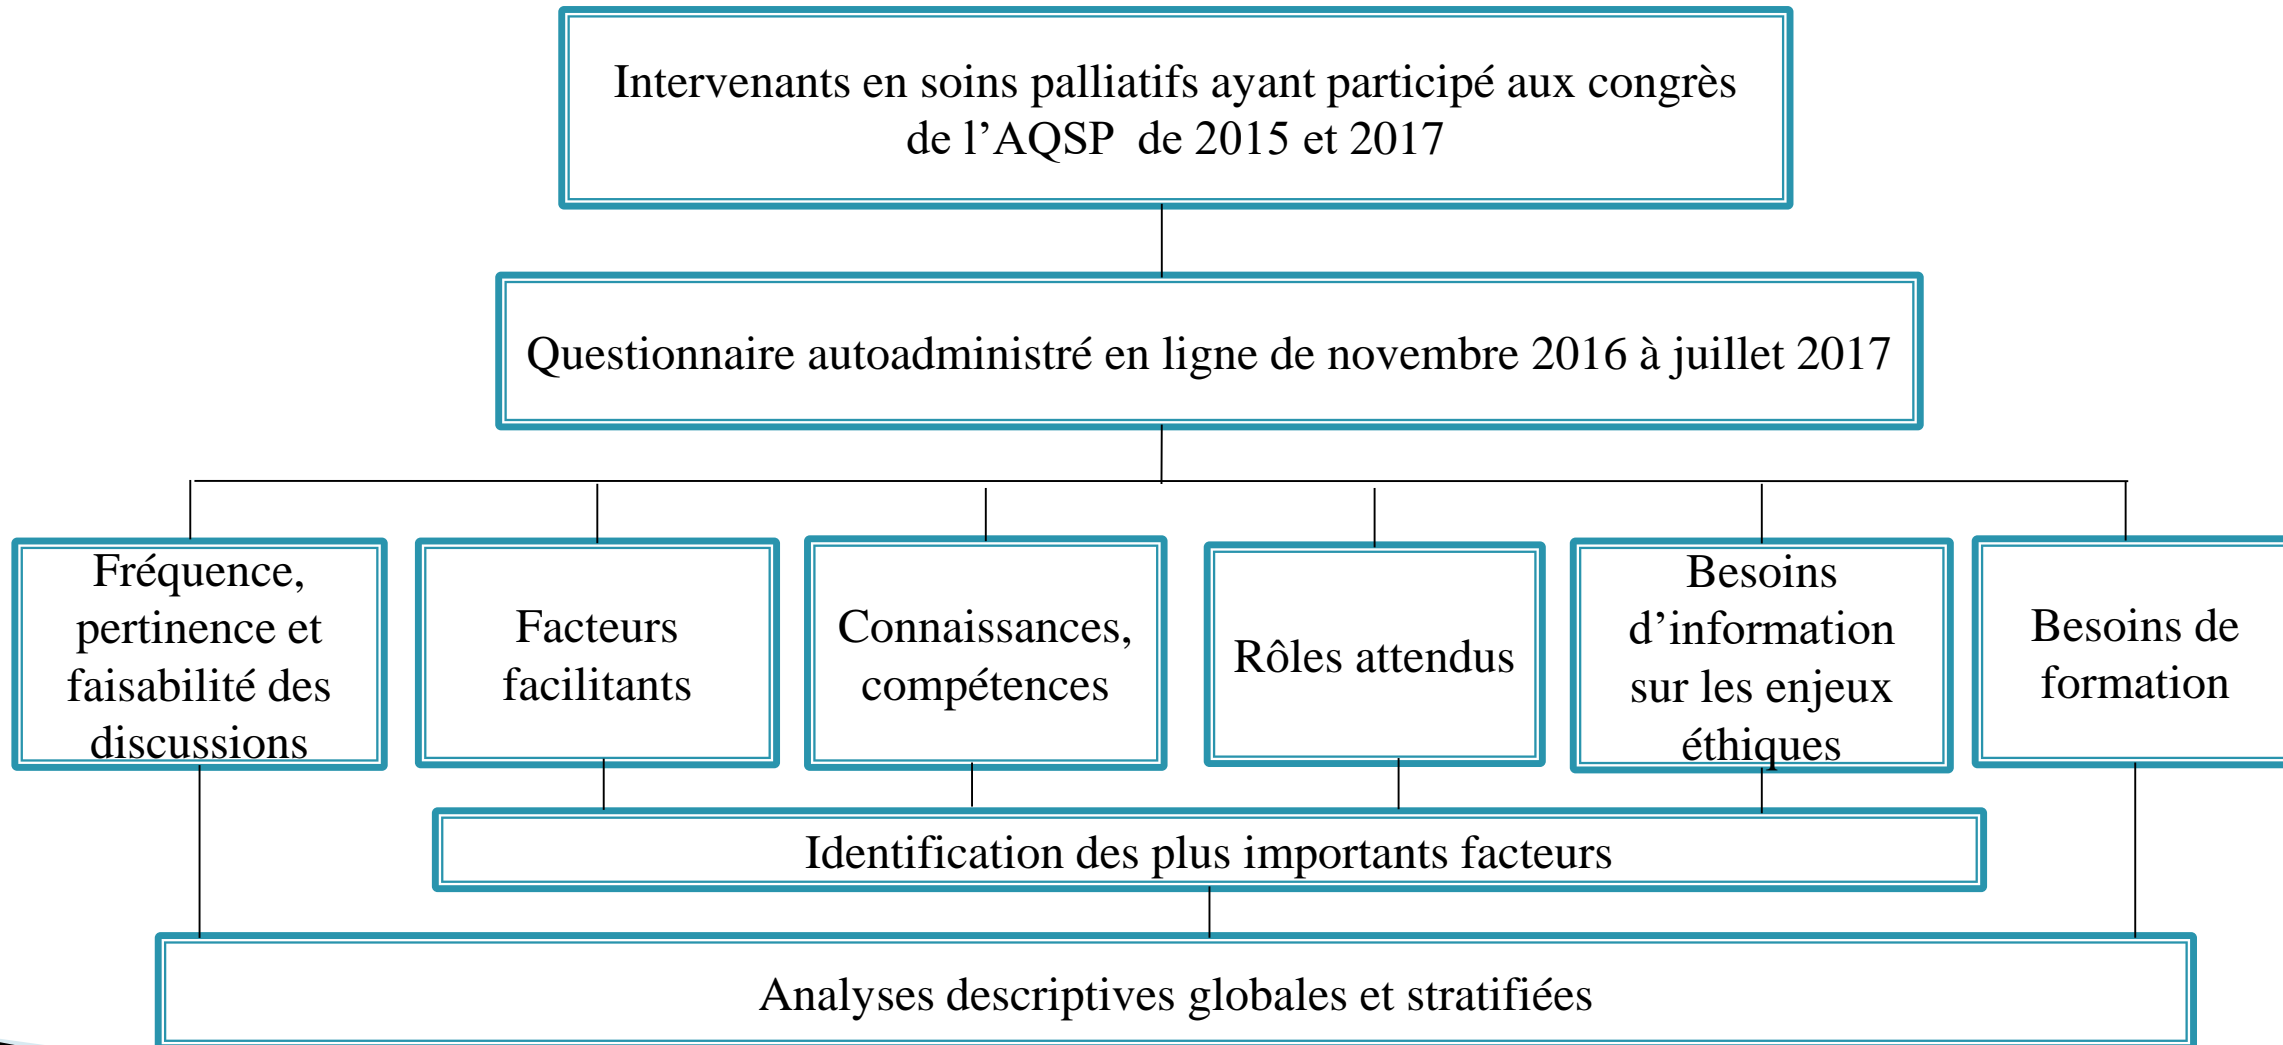 Intervenants en soins palliatifs ayant participé aux congrès
de l’AQSP de 2015 et 2017
Questionnaire autoadministré en ligne de novembre 2016 à juillet 2017
Fréquence,
pertinence et
faisabilité des
discussions
Facteurs
facilitants
Connaissances,
compétences
Rôles attendus
Besoins
d’information
sur les enjeux
éthiques
Besoins de
formation
Identification des plus importants facteurs
Analyses descriptives globales et stratifiées